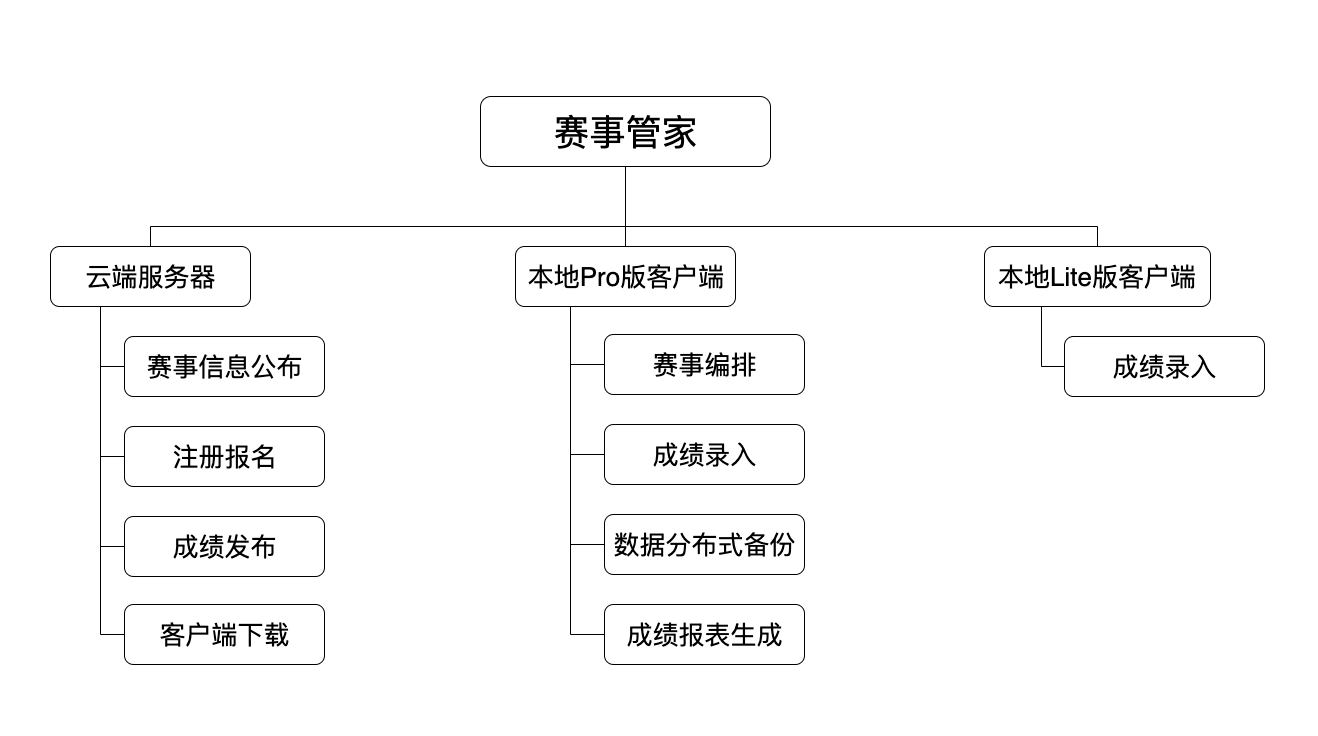 赛事管家
云端服务器
赛事信息公布
注册报名
成绩发布
客户端下载
本地Pro版客户端
赛事编排
成绩录入
数据分布式备份
成绩报表生成
本地Lite版客户端
成绩录入